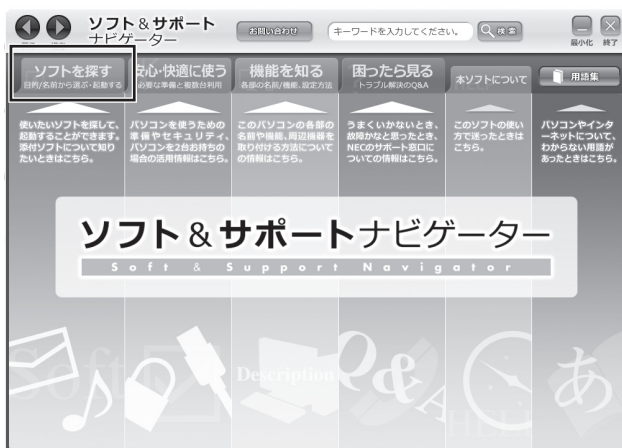 ソフト&サポート
ナビゲーター
お問い合わせ
キーワードを入力してください。
検索
最小化
終了
ソフトを探す
目的/名前から選ぶ・起動する
安心・快適に使う
必要な準備と複数台利用
機能を知る
各部の名前/機能、設定方法
困ったら見る
トラブル解決のQ&A
本ソフトについて
用語集
使いたいソフトを探して、
起動することができます。
添付ソフトについて知り
たいときはこちら。
パソコンを使うための
準備やセキュリティ、
パソコンを2台お持ちの
場合の活用情報はこちら。
このパソコンの各部の
名前や機能、周辺機器を
取り付ける方法について
の情報はこちら。
うまくいかないとき、
故障かなと思ったとき、
NECのサポート窓口に
ついての情報はこちら。
このソフトの使い
方で迷ったときは
こちら。
パソコンやインタ
ーネットについて、
わからない用語が
あったときはこちら。
ソフト&サポートナビゲーター
Soft & Support Navigator
Soft
Description
Q&A
HELP
あ